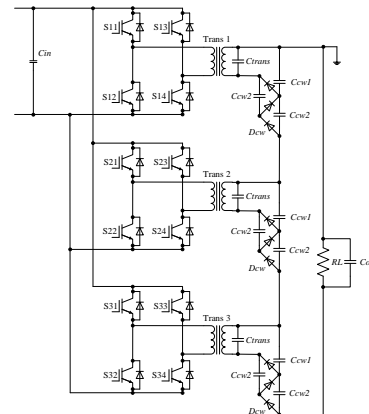 S11
S13
Trans 1
Cin
Ctrans
Ccw1
S12
S14
Ccw2
Ccw2
Dcw
S21
S23
Trans 2
Ctrans
Ccw1
S22
S24
Ccw2
Ccw2
Dcw
RL
S31
S33
Trans 3
Ctrans
Ccw1
S32
S34
Ccw2
Ccw2
Dcw